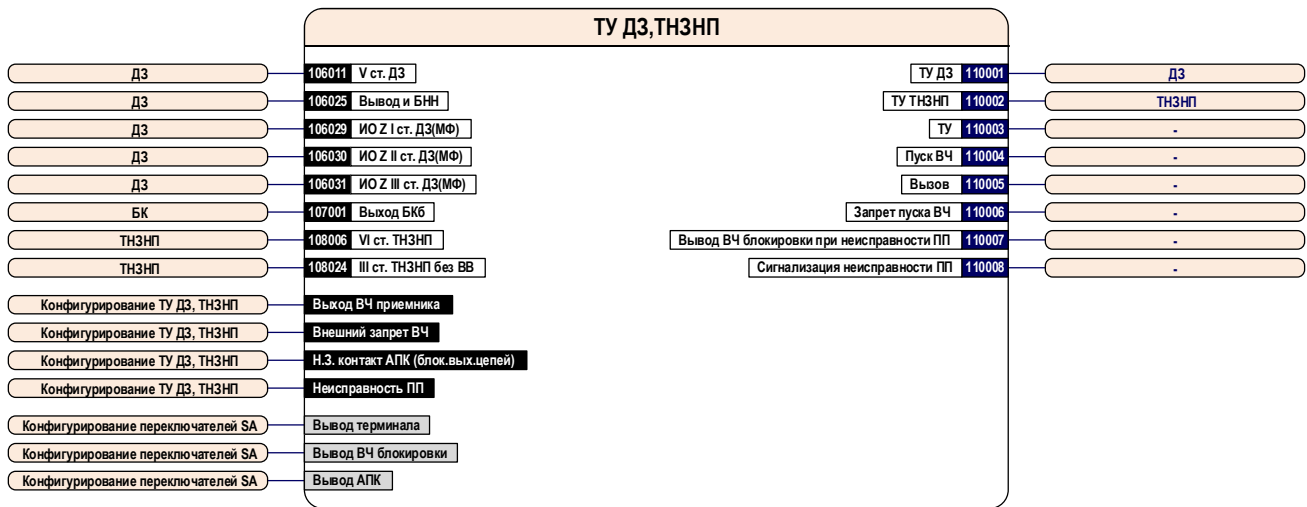 ТУ ДЗ,ТНЗНП
ДЗ 106011 V ст. ДЗ ТУ ДЗ 110001 ДЗ
ДЗ 106025 Вывод и БНН ТУ ТНЗНП 110002 ТНЗНП
ДЗ 106029 ИО Z I ст. ДЗ(МФ) ТУ 110003 -
ДЗ 106030 ИО Z II ст. ДЗ(МФ) Пуск ВЧ 110004 -
ДЗ 106031 ИО Z III ст. ДЗ(МФ) Вызов 110005 -
БК 107001 Выход БКб Запрет пуска ВЧ 110006 -
ТНЗНП 108006 VI ст. ТНЗНП Вывод ВЧ блокировки при неисправности ПП 110007 -
ТНЗНП 108024 III ст. ТНЗНП без ВВ Сигнализация неисправности ПП 110008 -
Конфигурирование ТУ ДЗ, ТНЗНП Выход ВЧ приемника
Конфигурирование ТУ ДЗ, ТНЗНП Внешний запрет ВЧ
Конфигурирование ТУ ДЗ, ТНЗНП Н.З. контакт АПК (блок.вых.цепей)
Конфигурирование ТУ ДЗ, ТНЗНП Неисправность ПП
Конфигурирование переключателей SA Вывод терминала
Конфигурирование переключателей SA Вывод ВЧ блокировки
Конфигурирование переключателей SA Вывод АПК